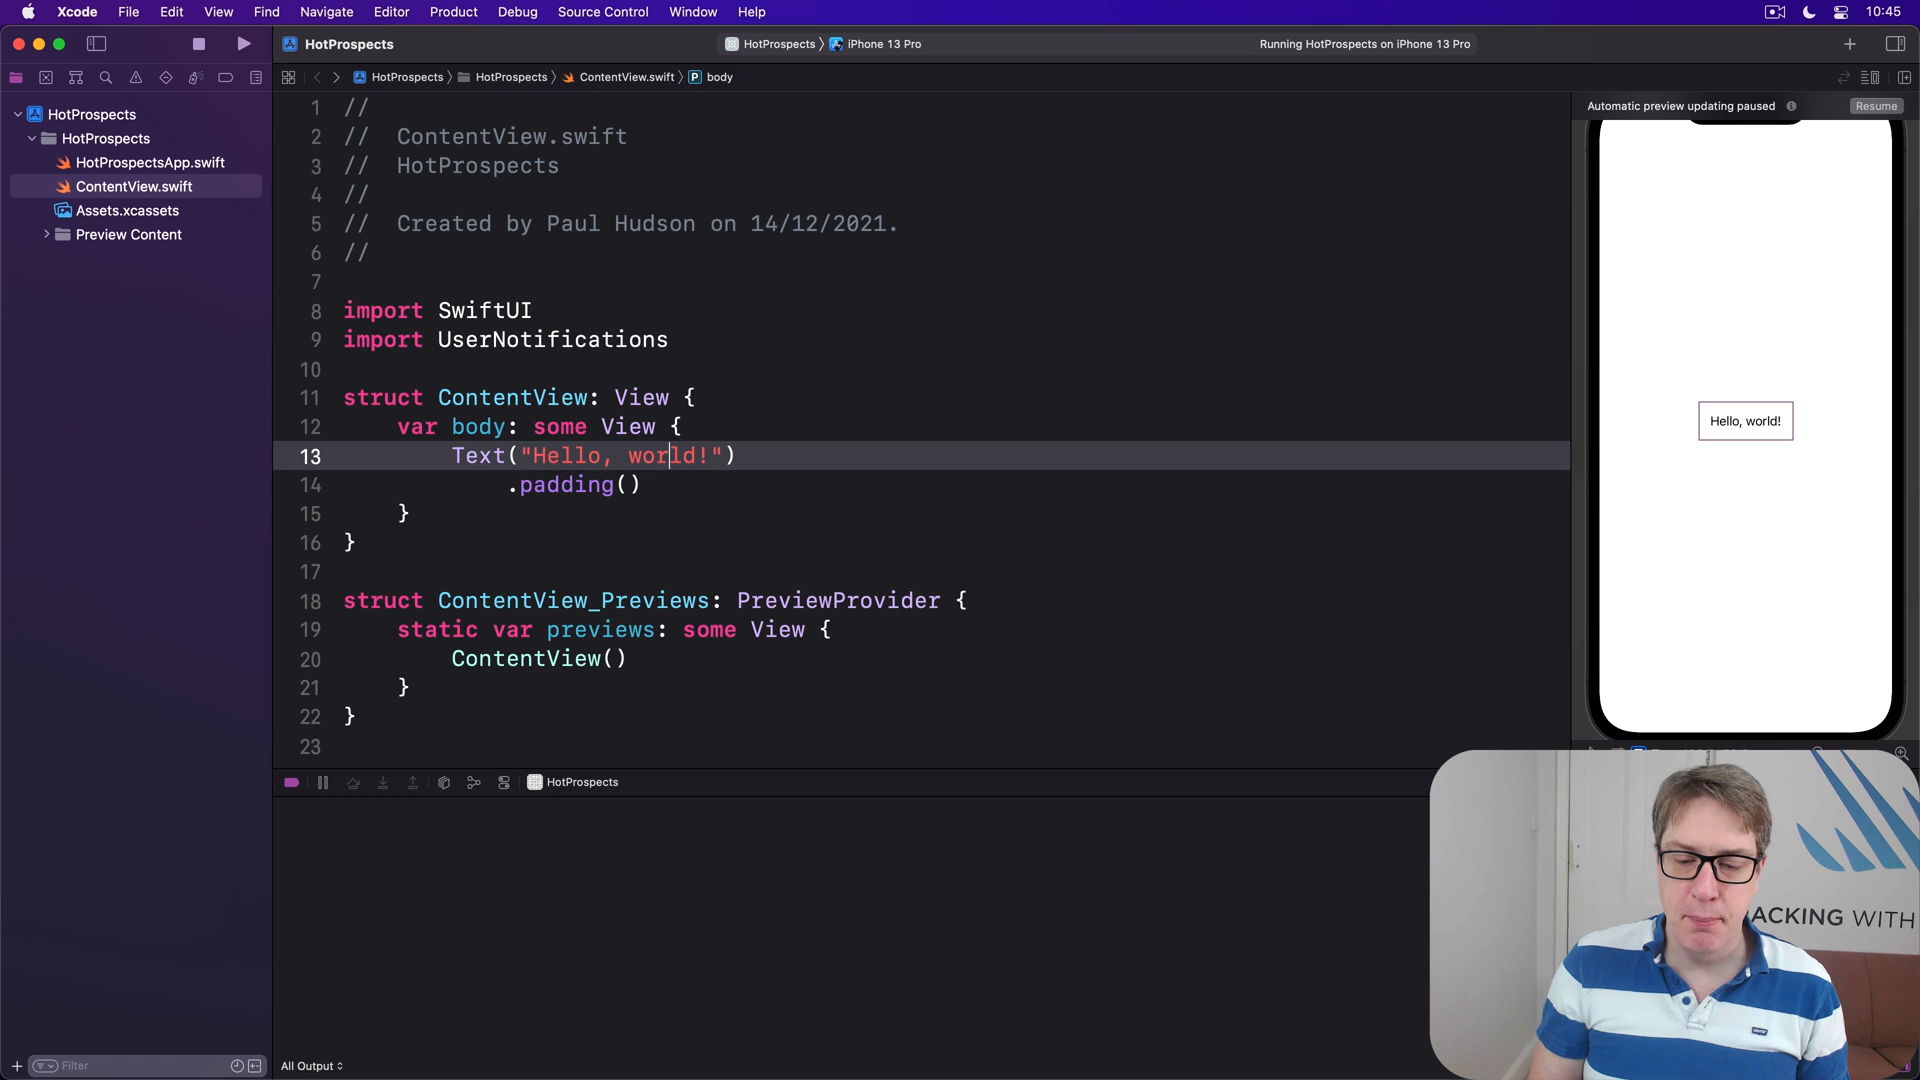 Xcode File Edit View Find Navigate Editor Product Debug Source Control Window Help 10:45
HotProspects HotProspects iPhone 13 Pro Running HotProspects on iPhone 13 Pro
HotProspects HotProspects ContentView.swift P body
HotProspects
HotProspects
HotProspectsApp.swift
ContentView.swift
Assets.xcassets
Preview Content
Filter
1 //
2 // ContentView.swift
3 // HotProspects
4 //
5 // Created by Paul Hudson on 14/12/2021.
6 //
7
8 import SwiftUI
9 import UserNotifications
10
11 struct ContentView: View {
12 var body: some View {
13 Text("Hello, world!")
14 .padding()
15 }
16 }
17
18 struct ContentView_Previews: PreviewProvider {
19 static var previews: some View {
20 ContentView()
21 }
22 }
23
Automatic preview updating paused Resume
Hello, world!
HotProspects
All Output
ACKING WITH